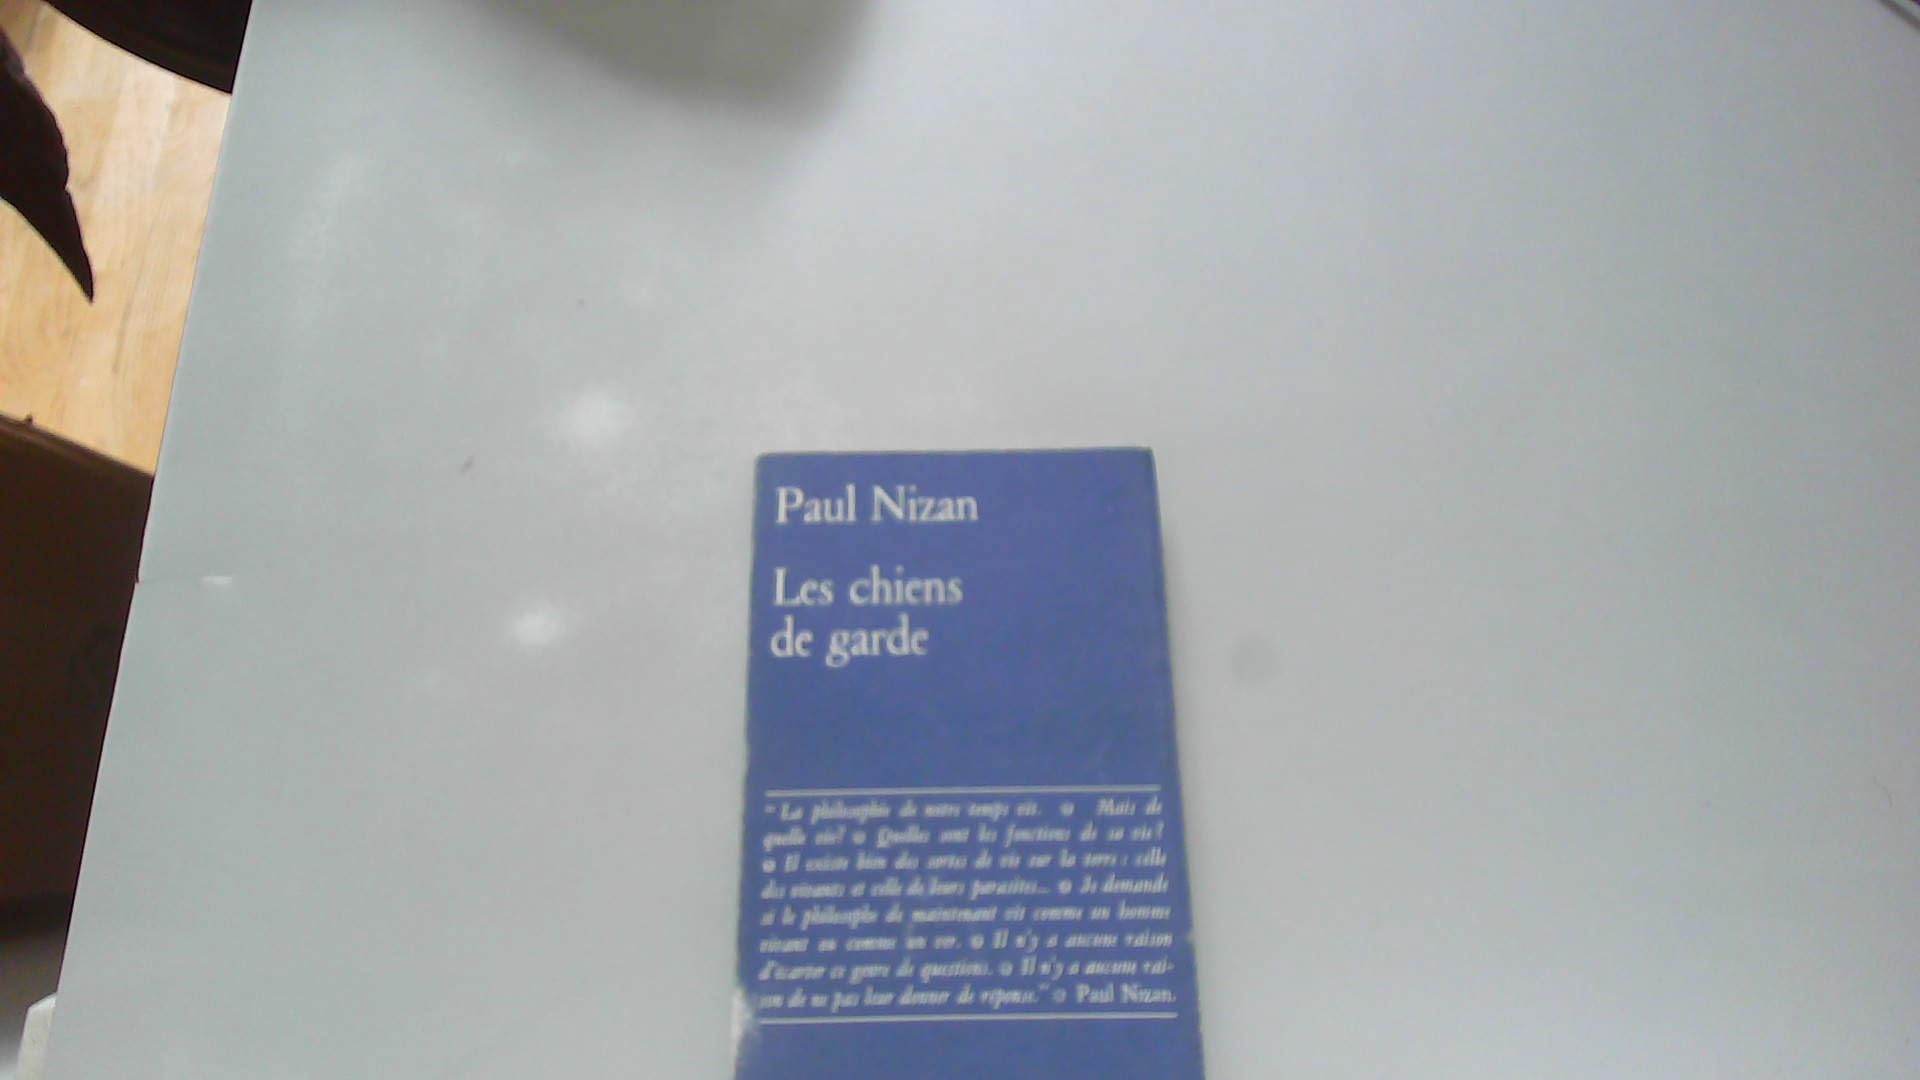 Paul Nizan
Les chiens
de garde
" La philosophie de notre temps vit. Mais de
quelle vie? Quelles sont les fonctions de sa vie?
Il existe bien des sortes de vie sur la terre : celle
des vivants et celle de leurs parasites... Je demande
si le philosophe de maintenant vit comme un homme
vivant ou comme un ver. Il n'y a aucune raison
d'écarter ce genre de questions. Il n'y a aucune rai-
son de ne pas leur donner de réponse." Paul Nizan.